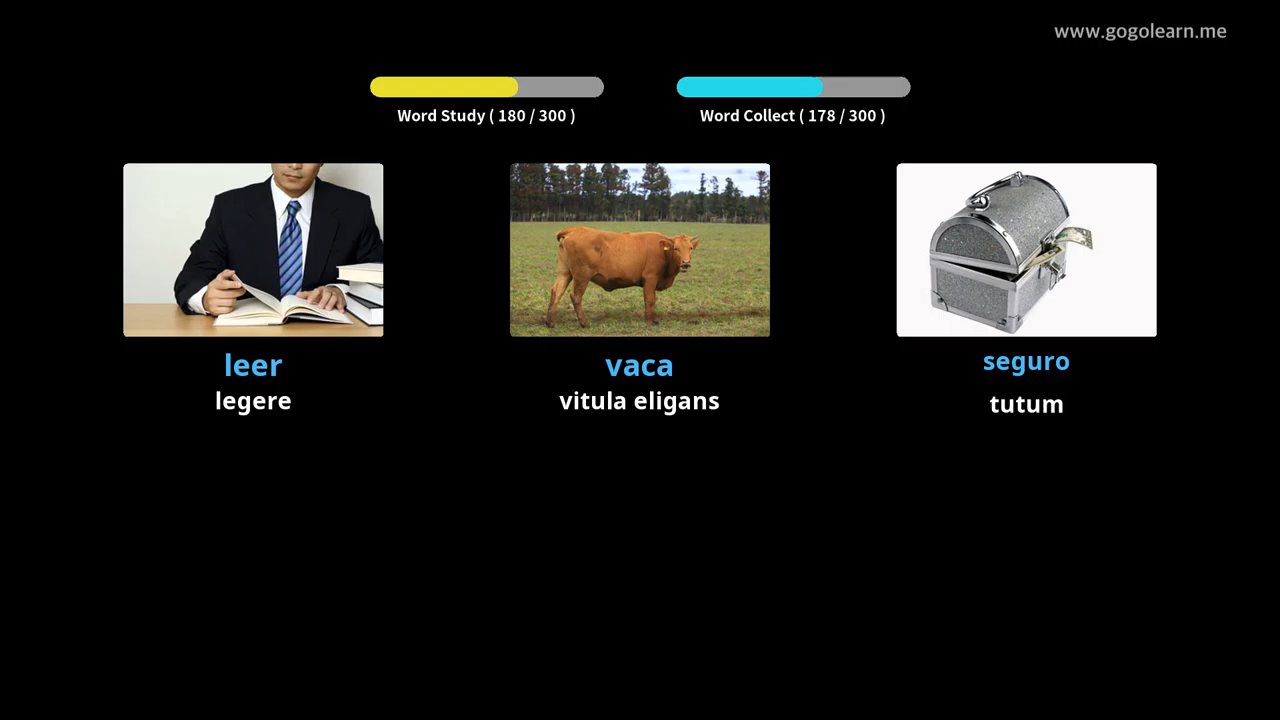 www.gogolearn.me
Word Study ( 180 / 300 )
Word Collect ( 178 / 300 )
leer
legere
vaca
vitula eligans
seguro
tutum